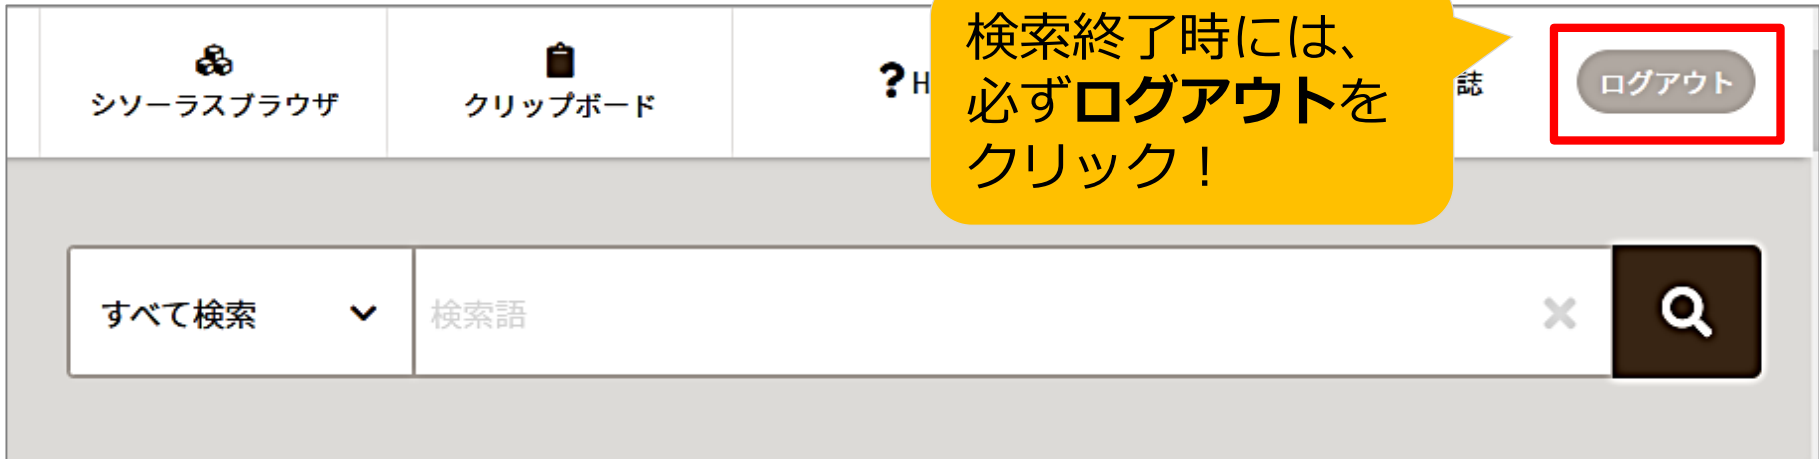 シソーラスブラウザ
クリップボード
検索終了時には、
必ずログアウトを
クリック！
誌
ログアウト
すべて検索
検索語